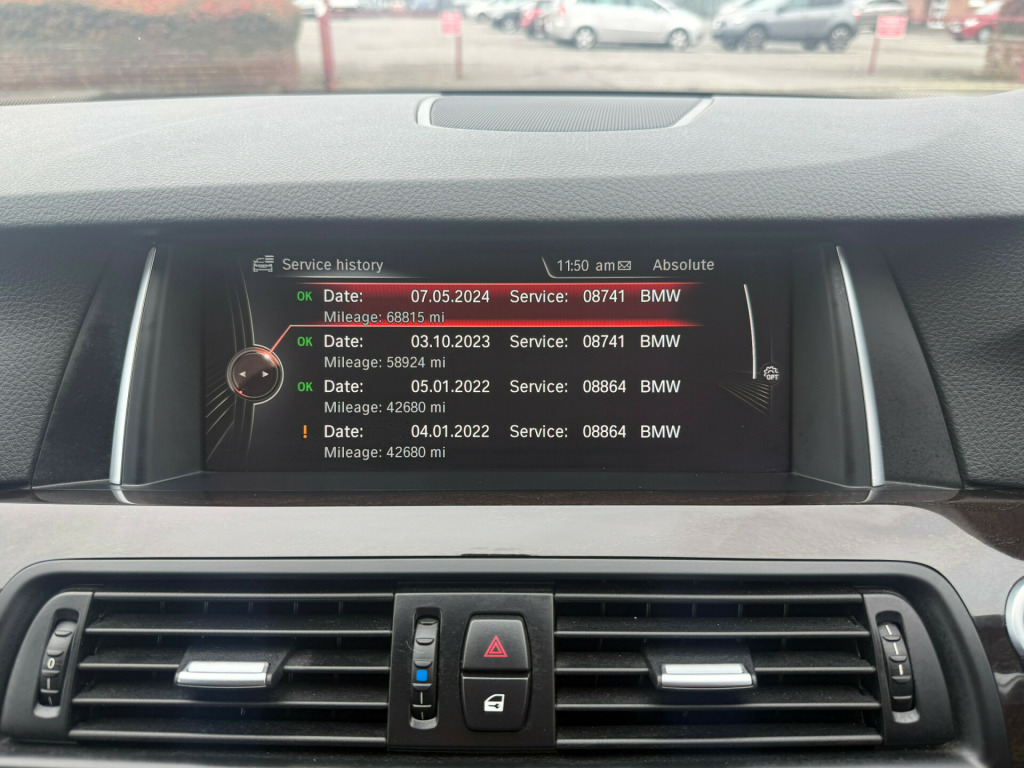 Service history 11:50 am Absolute
OK Date: 07.05.2024 Service: 08741 BMW
Mileage: 68815 mi
OK Date: 03.10.2023 Service: 08741 BMW
Mileage: 58924 mi
OK Date: 05.01.2022 Service: 08864 BMW
Mileage: 42680 mi
! Date: 04.01.2022 Service: 08864 BMW
Mileage: 42680 mi
OPT
0